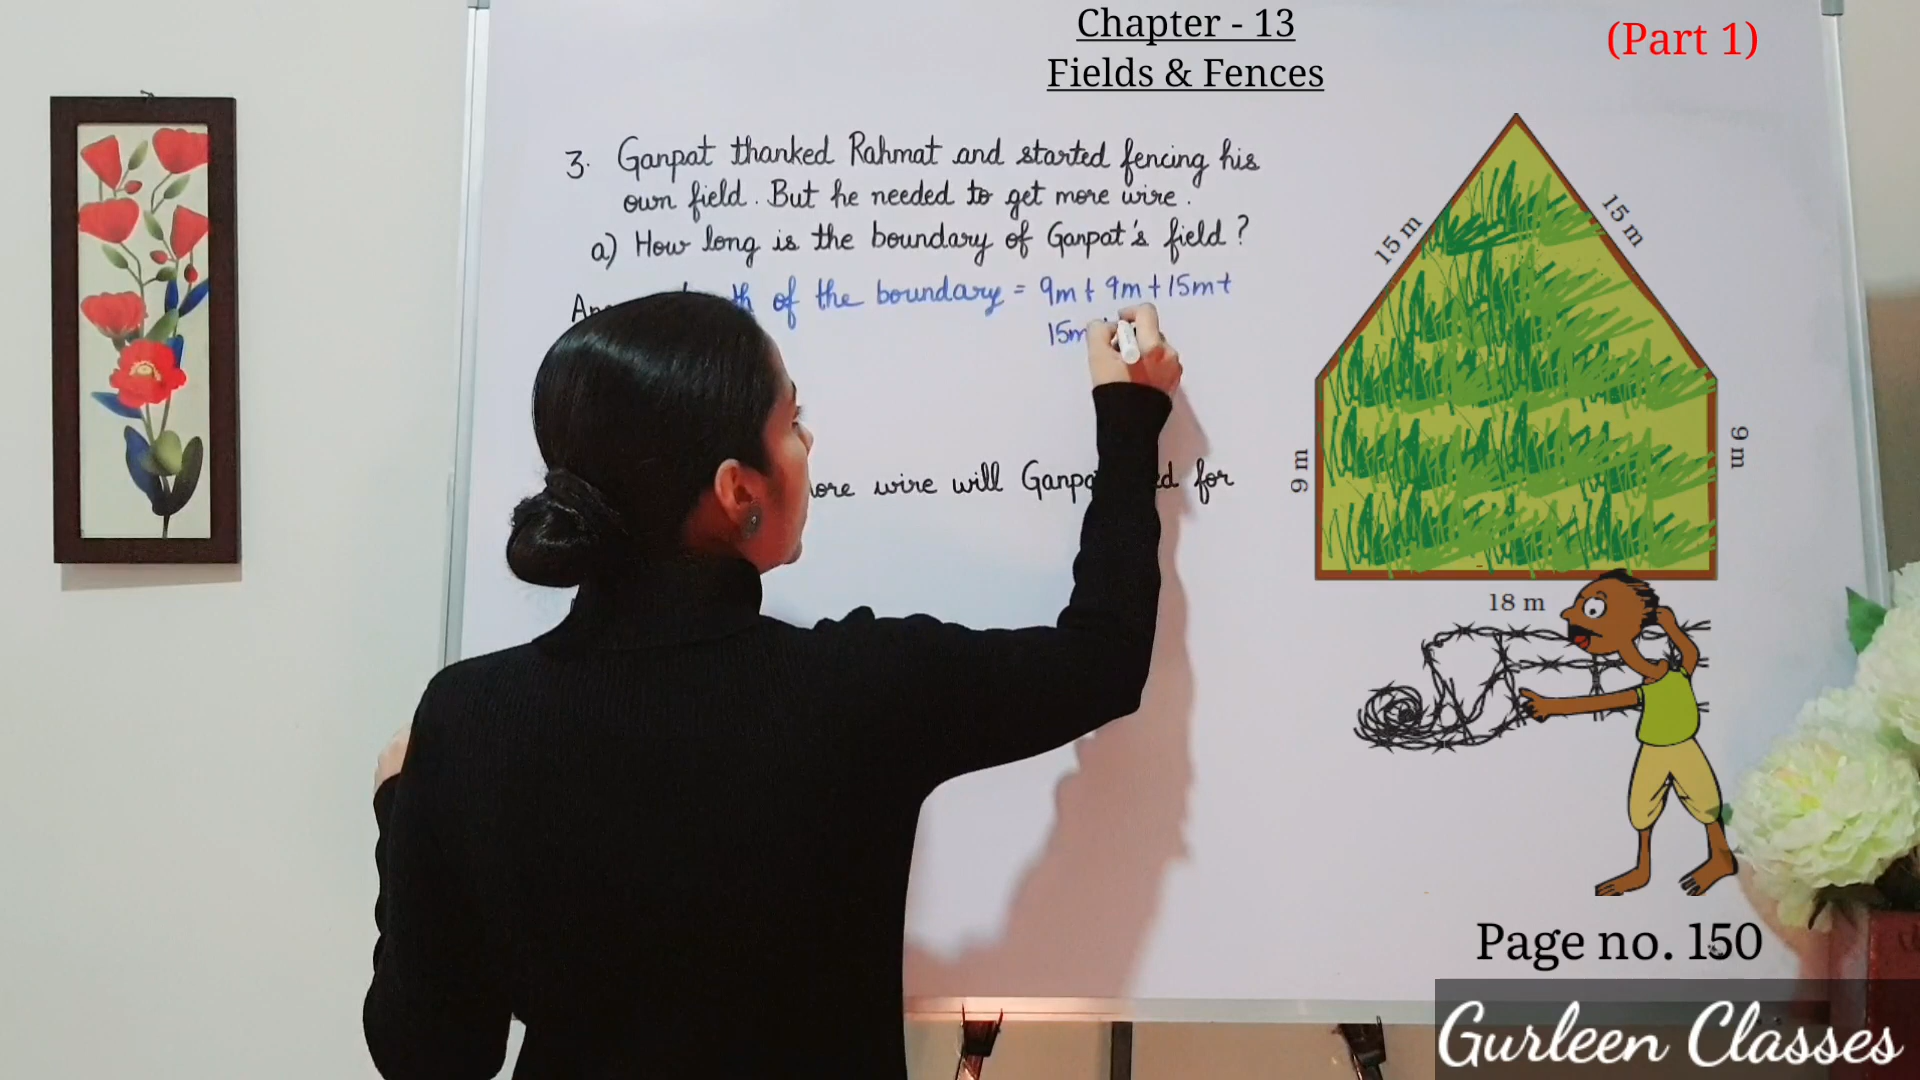 Chapter - 13
Fields & Fences
(Part 1)
3. Ganpat thanked Rahmat and started fencing his
own field. But he needed to get more wire.
a) How long is the boundary of Ganpat's field?
of the boundary = 9m + 9m + 15m +
15m
wire will for
15 m
15 m
9 m
9 m
18 m
Page no. 150
Gurleen Classes